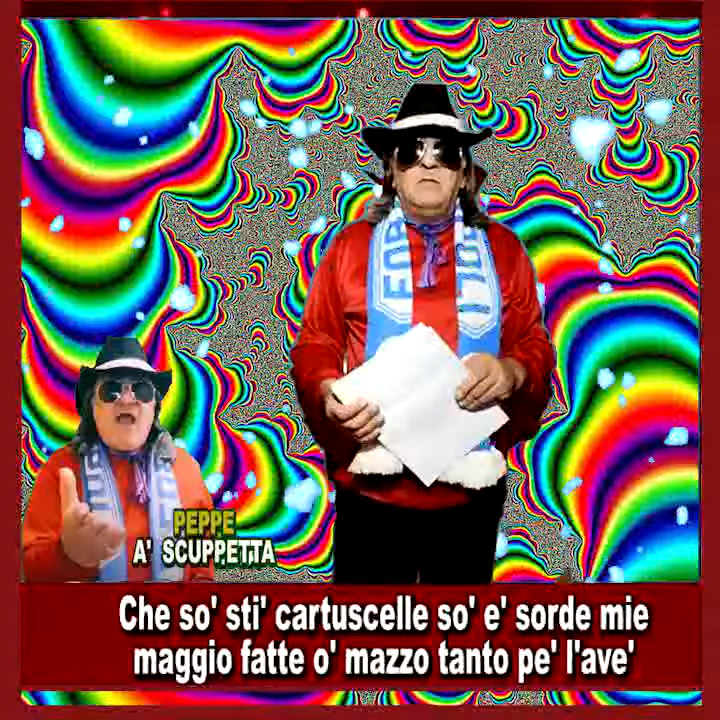 PEPPE
A' SCUPPETTA
Che so' sti' cartuscelle so' e' sorde mie
maggio fatte o' mazzo tanto pe' l'ave'